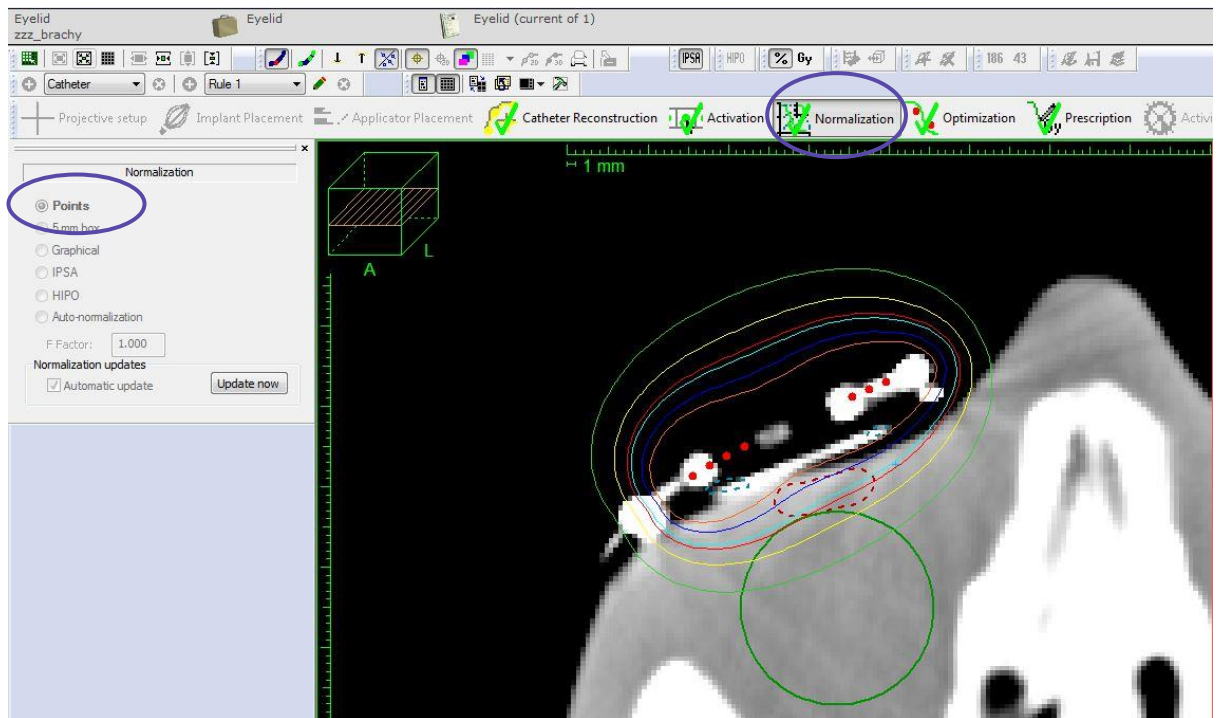 Eyelid
zzz_brachy
Eyelid
Eyelid (current of 1)
IPSA HIPO % Gy 186 43
Catheter Rule 1
Projective setup Implant Placement Applicator Placement Catheter Reconstruction Activation Normalization Optimization Prescription Activ
Normalization
Points
5 mm box
Graphical
IPSA
HIPO
Auto-normalization
F Factor: 1.000
Normalization updates
Automatic update Update now
1 mm
L
A